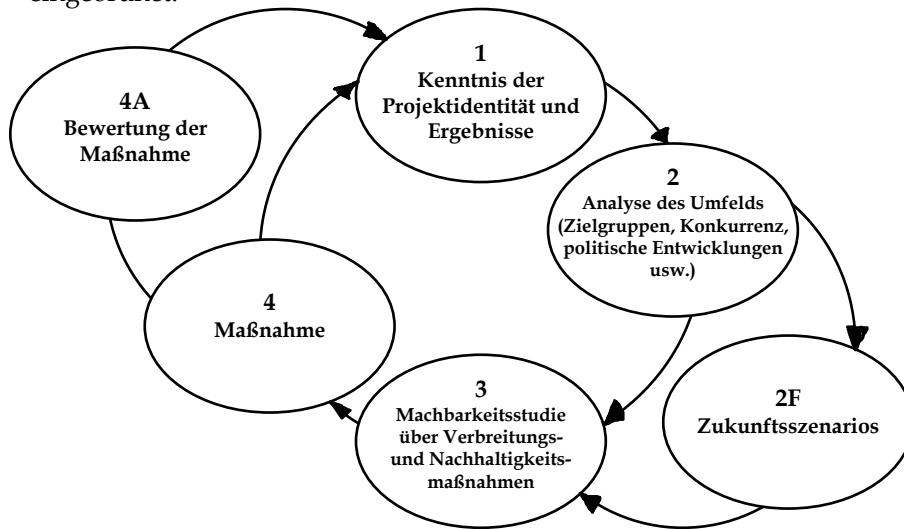 eingeordnet.
1
Kenntnis der
Projektidentität und
Ergebnisse
4A
Bewertung der
Maßnahme
2
Analyse des Umfelds
(Zielgruppen, Konkurrenz,
politische Entwicklungen
usw.)
4
Maßnahme
3
Machbarkeitsstudie
über Verbreitungs-
und Nachhaltigkeits-
maßnahmen
2F
Zukunftsszenarios